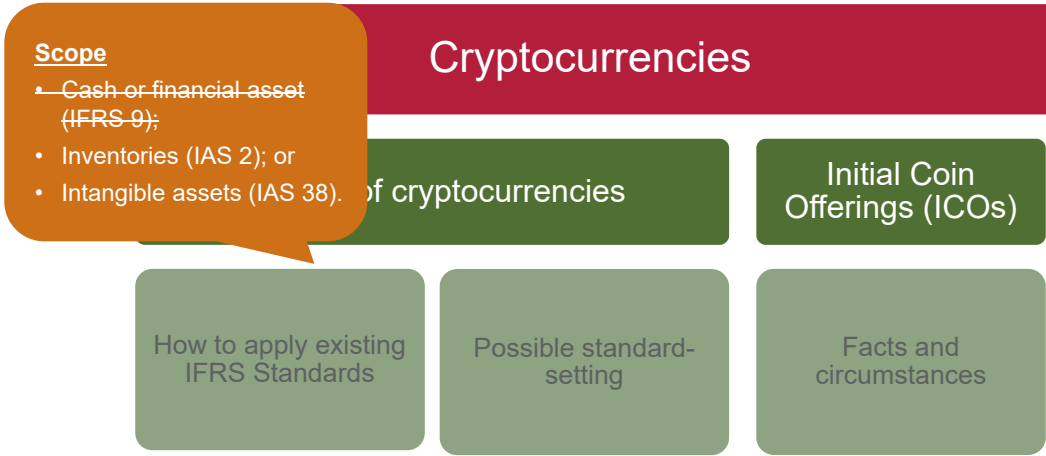 Scope
• Cash or financial asset
(IFRS 9);
• Inventories (IAS 2); or
• Intangible assets (IAS 38).
Cryptocurrencies
of cryptocurrencies
Initial Coin
Offerings (ICOs)
How to apply existing
IFRS Standards
Possible standard-
setting
Facts and
circumstances